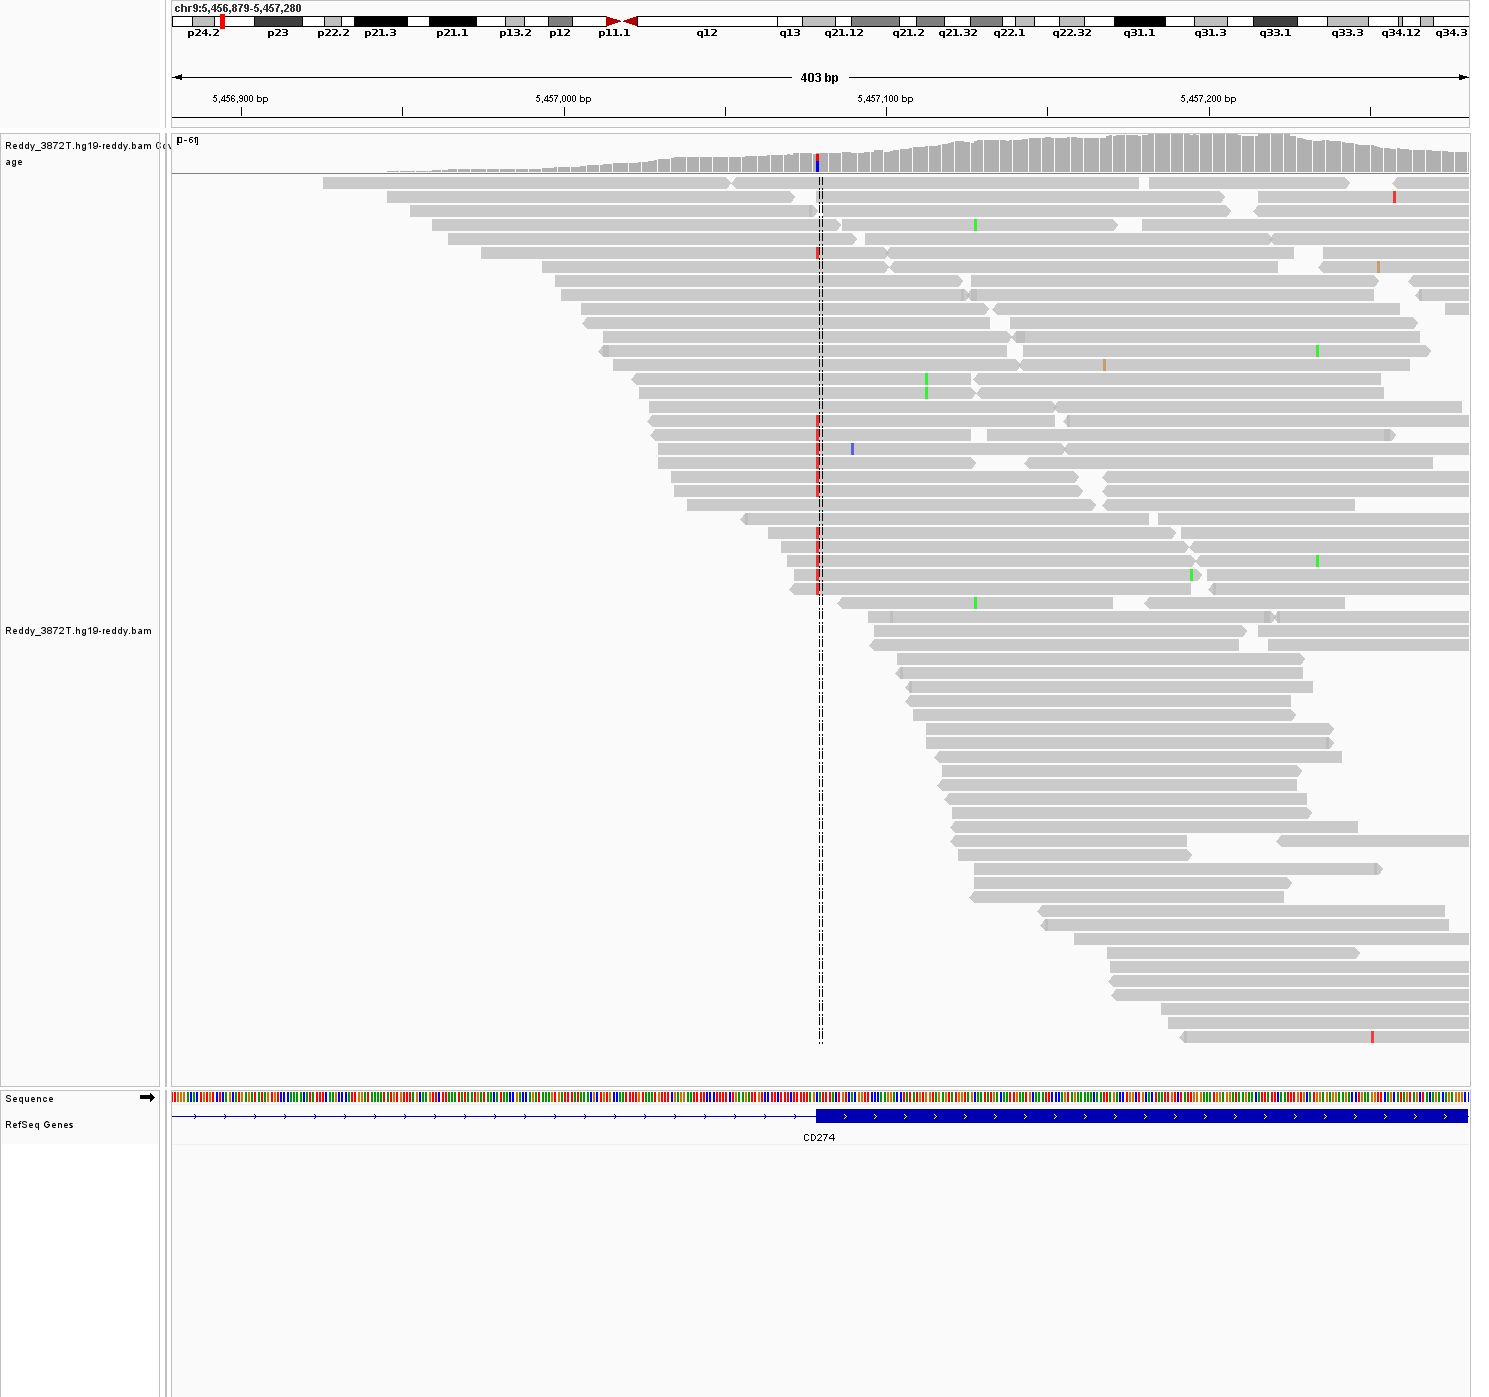 chr9:5,456,879-5,457,280
p24.2 p23 p22.2 p21.3 p21.1 p13.2 p12 p11.1 q12 q13 q21.12 q21.2 q21.32 q22.1 q22.32 q31.1 q31.3 q33.1 q33.3 q34.12 q34.3
403 bp
5,456,900 bp 5,457,000 bp 5,457,100 bp 5,457,200 bp
[0-61]
Reddy_3872T.hg19-reddy.bam Cov
age
Reddy_3872T.hg19-reddy.bam
Sequence
RefSeq Genes
CD274